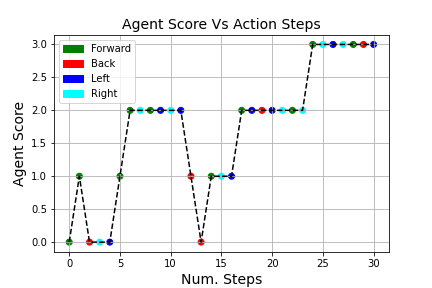 Agent Score Vs Action Steps
Agent Score
3.0
2.5
2.0
1.5
1.0
0.5
0.0
Forward
Back
Left
Right
0 5 10 15 20 25 30
Num. Steps